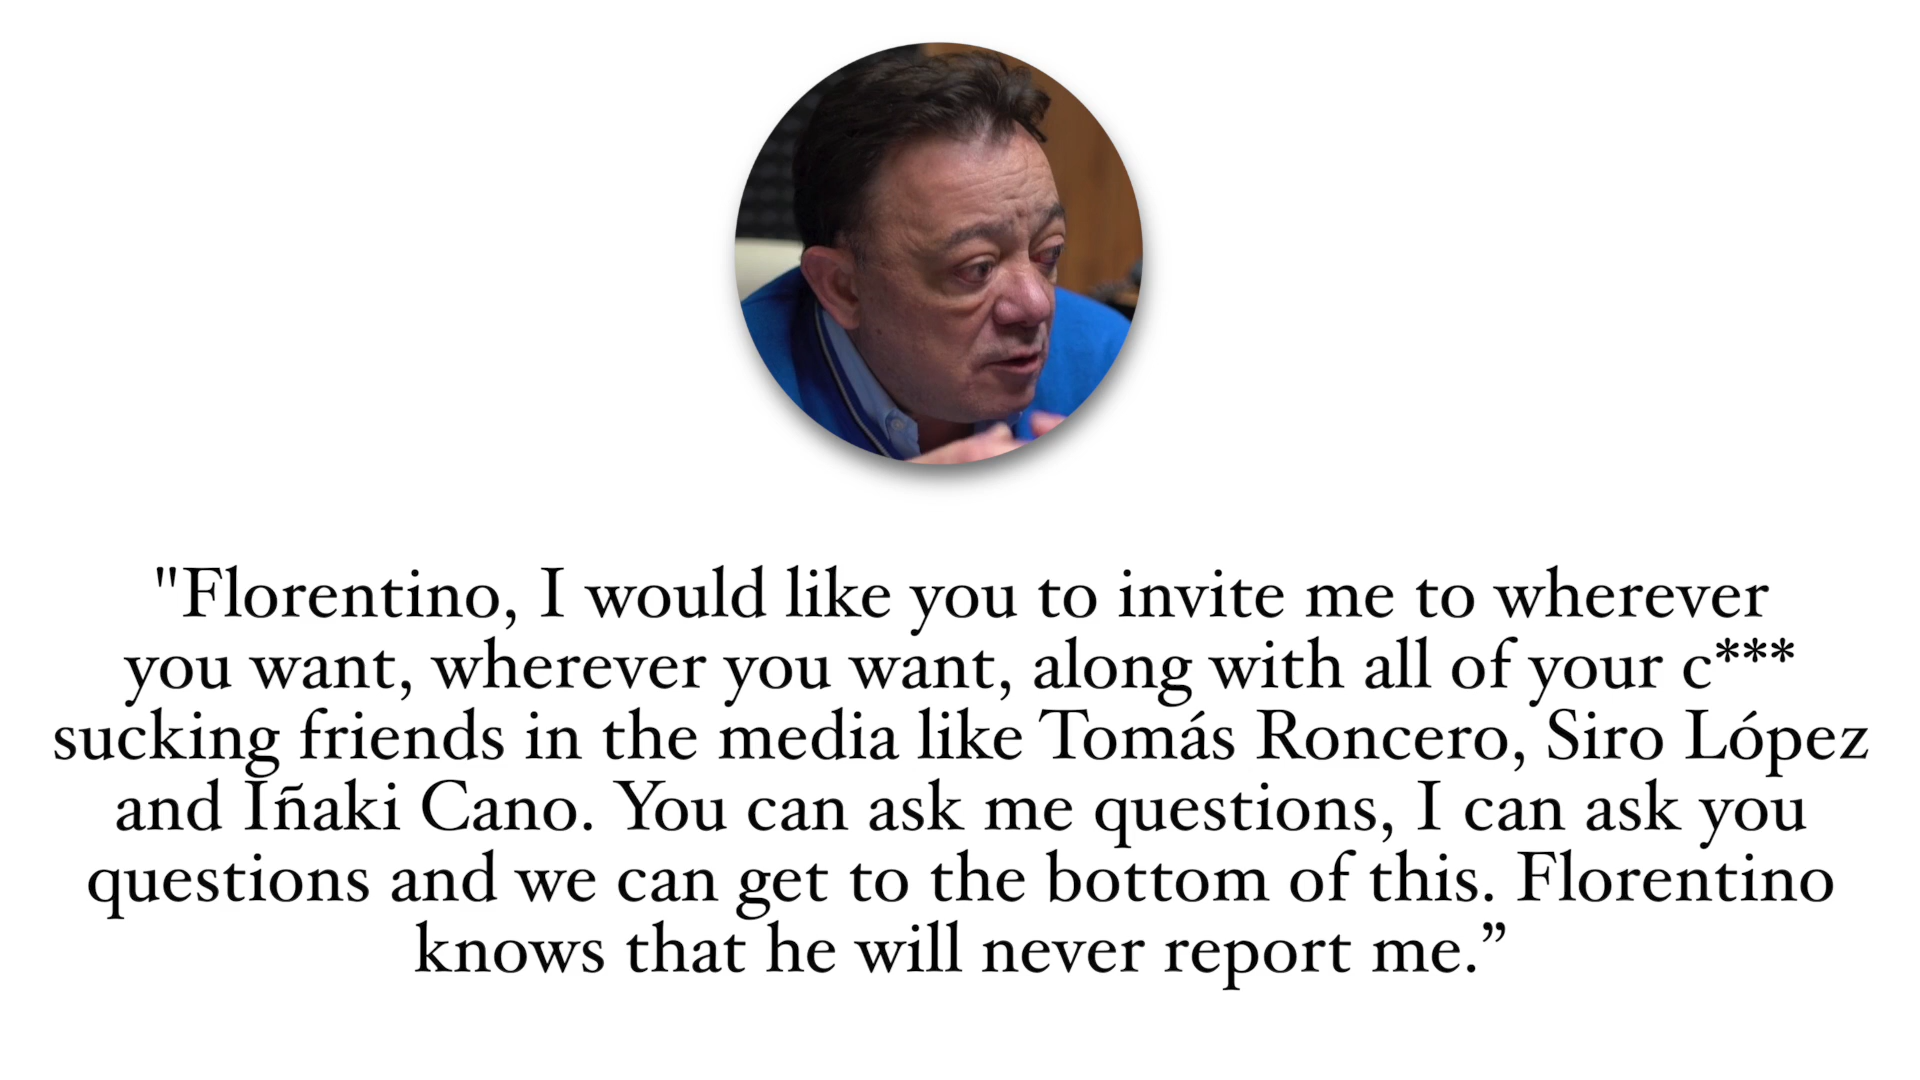 "Florentino, I would like you to invite me to wherever
you want, wherever you want, along with all of your c***
sucking friends in the media like Tomás Roncero, Siro López
and Iñaki Cano. You can ask me questions, I can ask you
questions and we can get to the bottom of this. Florentino
knows that he will never report me.”